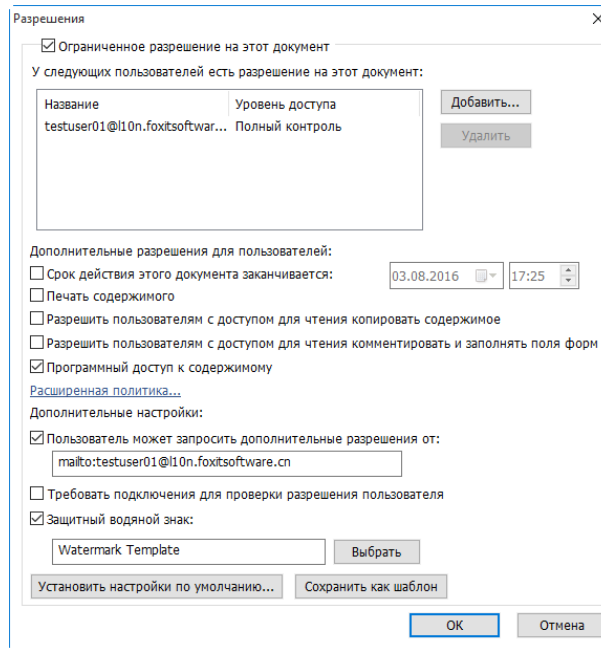 Разрешения
Ограниченное разрешение на этот документ
У следующих пользователей есть разрешение на этот документ:
Название Уровень доступа
Добавить...
testuser01@l10n.foxitsoftwar... Полный контроль
Удалить
Дополнительные разрешения для пользователей:
Срок действия этого документа заканчивается: 03.08.2016 17:25
Печать содержимого
Разрешить пользователям с доступом для чтения копировать содержимое
Разрешить пользователям с доступом для чтения комментировать и заполнять поля форм
Программный доступ к содержимому
Расширенная политика...
Дополнительные настройки:
Пользователь может запросить дополнительные разрешения от:
mailto:testuser01@l10n.foxitsoftware.cn
Требовать подключения для проверки разрешения пользователя
Защитный водяной знак:
Watermark Template Выбрать
Установить настройки по умолчанию... Сохранить как шаблон
OK Отмена